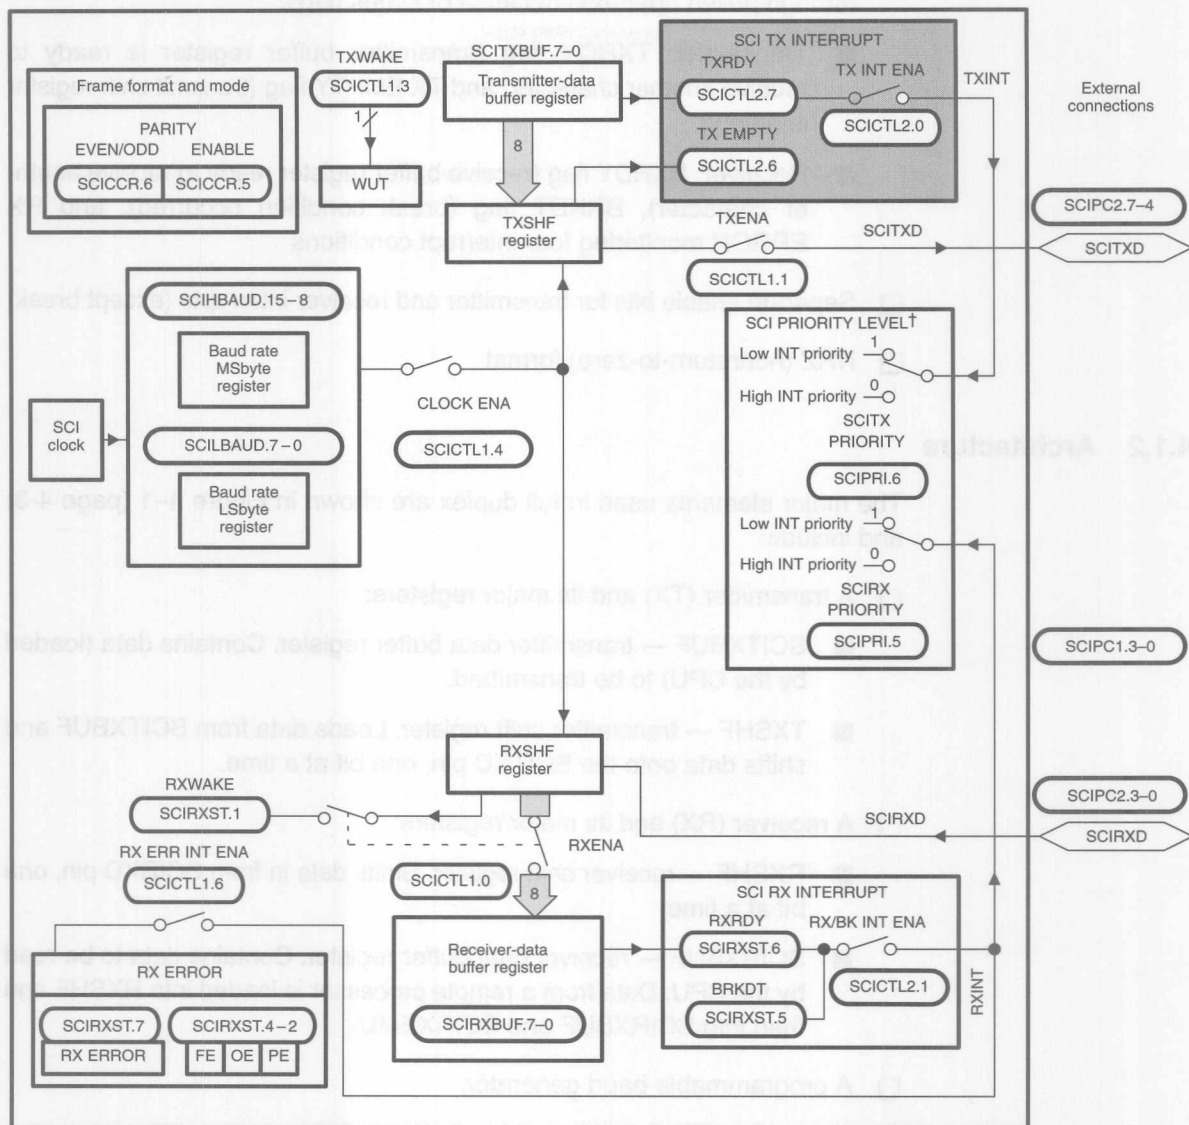 SCITXBUF.7–0
Transmitter-data
buffer register
TXWAKE
SCICTL1.3
1
WUT
8
TXSHF
register
Frame format and mode
PARITY
EVEN/ODD ENABLE
SCICCR.6 SCICCR.5
SCI TX INTERRUPT
TXRDY TX INT ENA
SCICTL2.7
SCICTL2.0
TX EMPTY
SCICTL2.6
TXINT
External
connections
TXENA
SCICTL1.1
SCITXD
SCIPC2.7–4
SCITXD
SCIHBAUD.15–8
Baud rate
MSbyte
register
SCI
clock
SCILBAUD.7–0
Baud rate
LSbyte
register
CLOCK ENA
SCICTL1.4
SCI PRIORITY LEVEL†
1
Low INT priority
0
High INT priority
SCITX
PRIORITY
SCIPRI.6
1
Low INT priority
0
High INT priority
SCIRX
PRIORITY
SCIPRI.5
SCIPC1.3–0
4.1.2 Architecture
RXSHF
register
RXWAKE
SCIRXST.1
RX ERR INT ENA
SCICTL1.6
RXENA
SCICTL1.0
8
SCIRXD
SCIPC2.3–0
SCIRXD
RX ERROR
SCIRXST.7 SCIRXST.4–2
RX ERROR FE OE PE
Receiver-data
buffer register
SCIRXBUF.7–0
SCI RX INTERRUPT
RXRDY RX/BK INT ENA
SCIRXST.6
SCICTL2.1
BRKDT
SCIRXST.5
RXINT